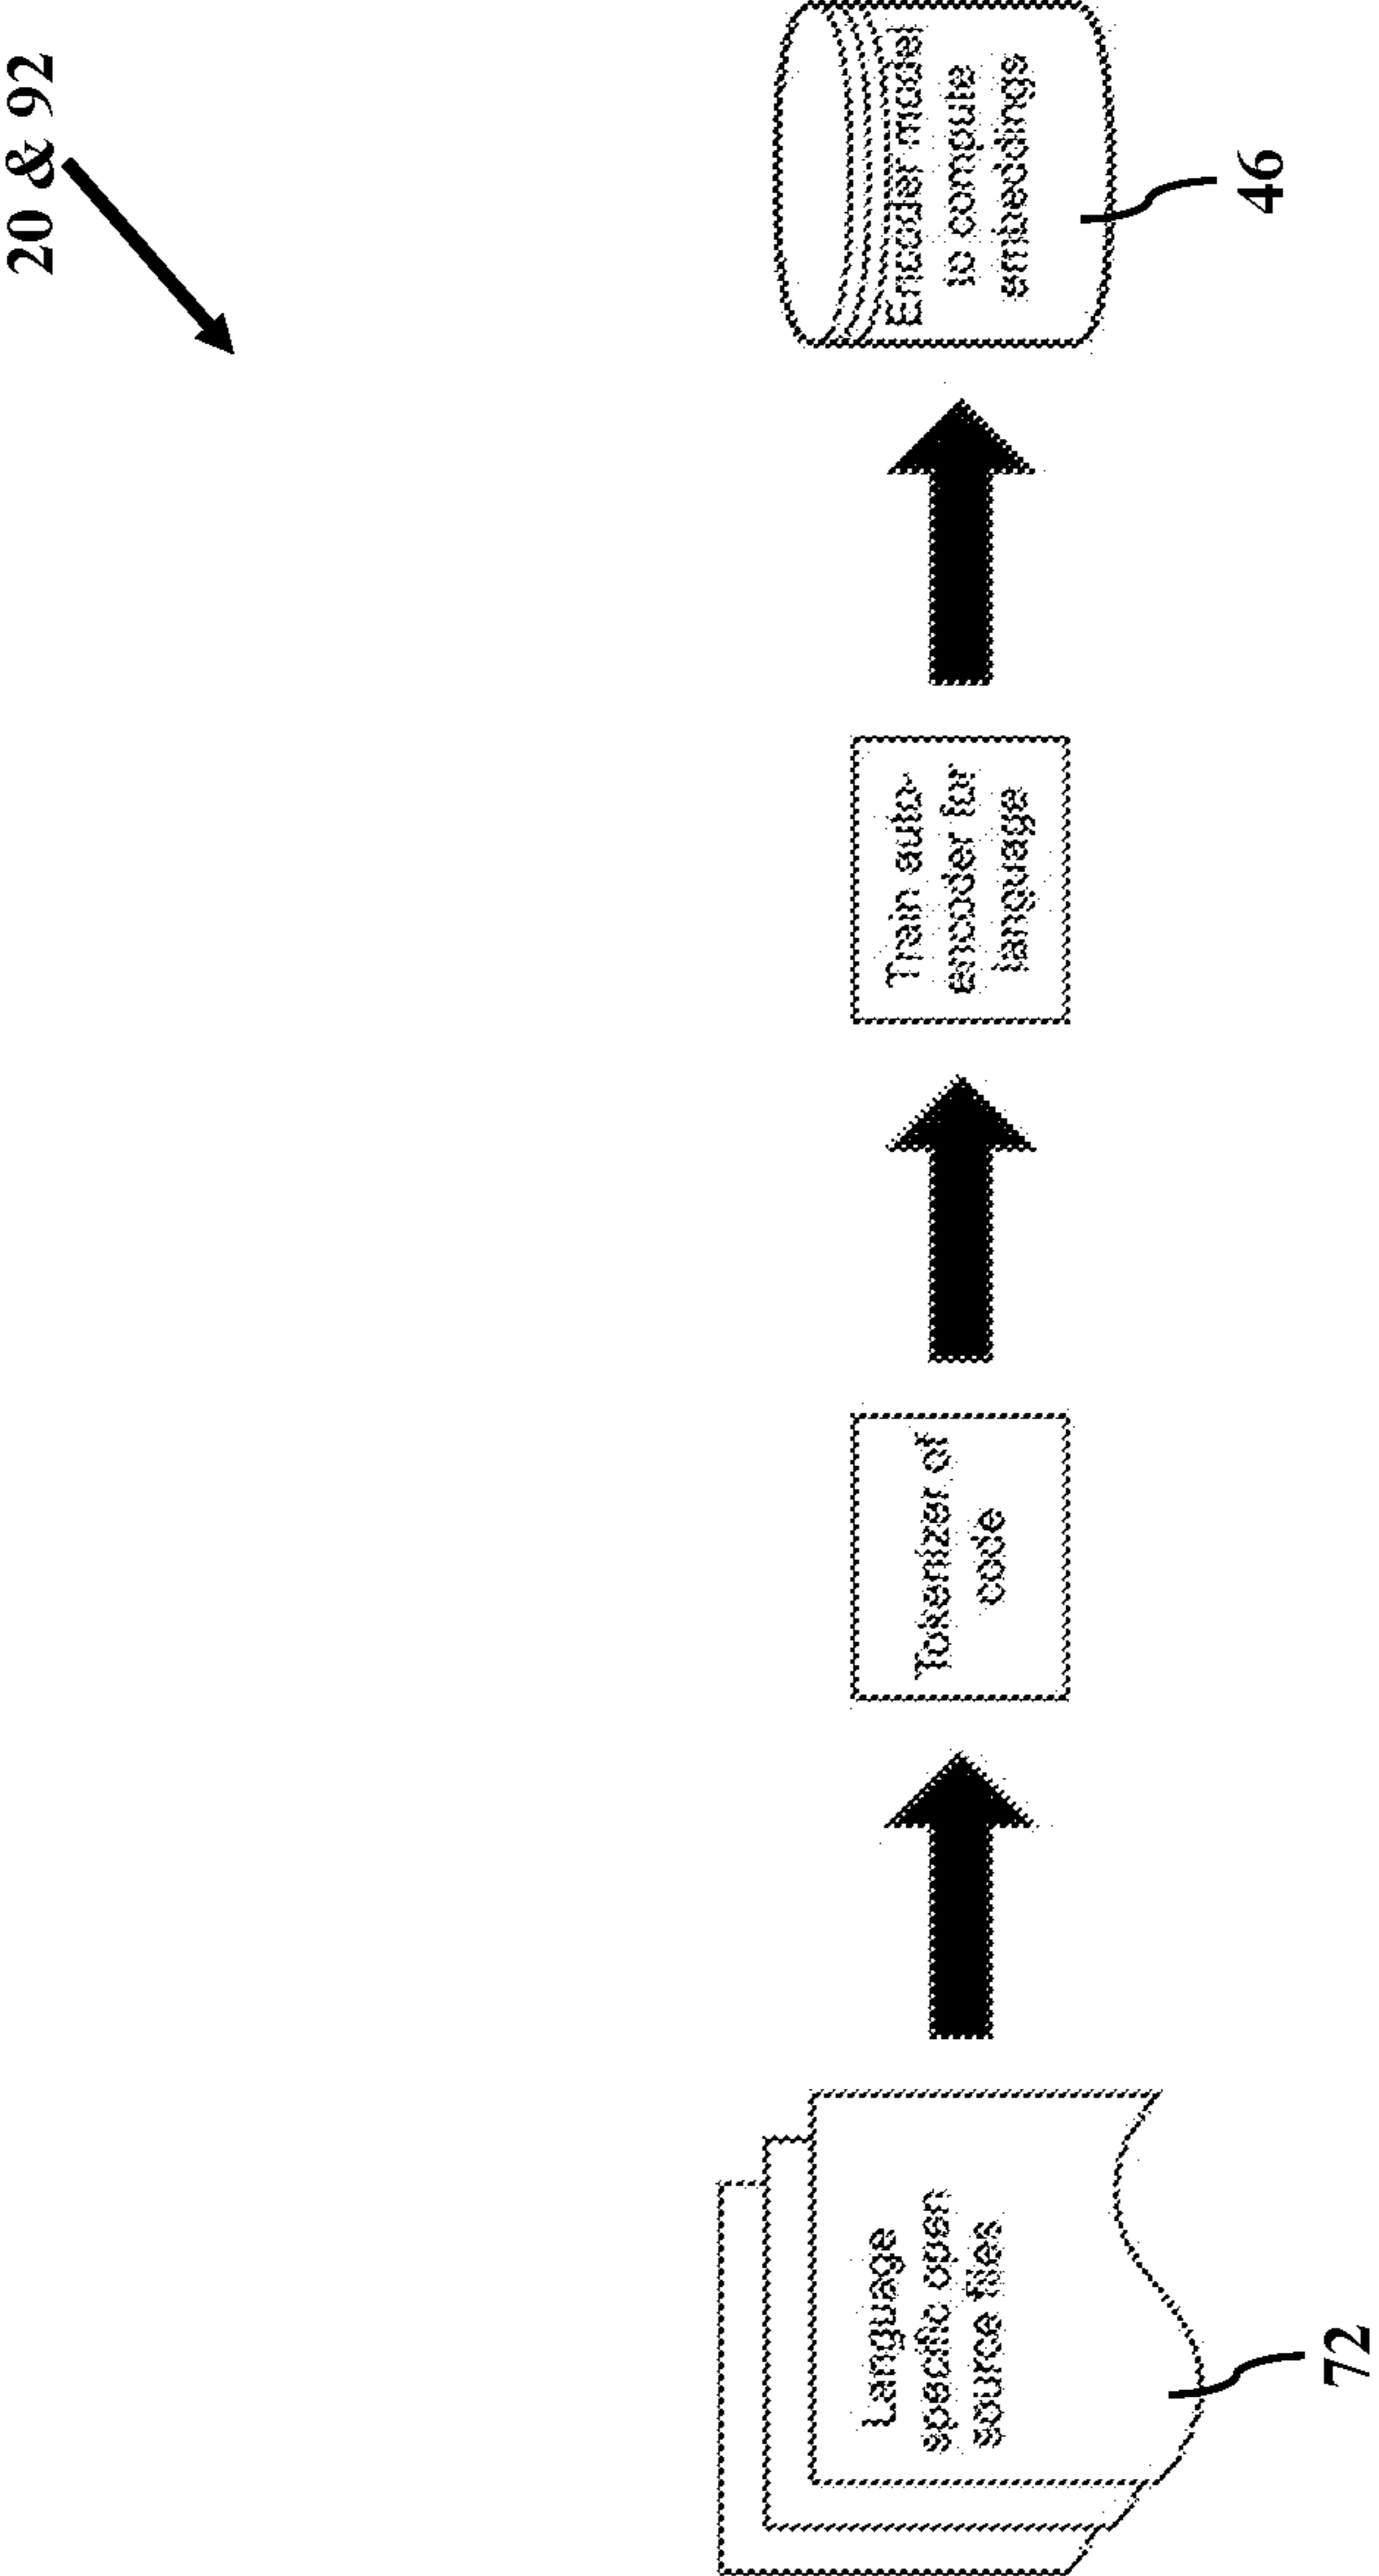 20 & 92
Language
specific open
source files
72
Tokenizer of
code
Train auto-
encoder for
language
Encoder model
to compute
embeddings
46